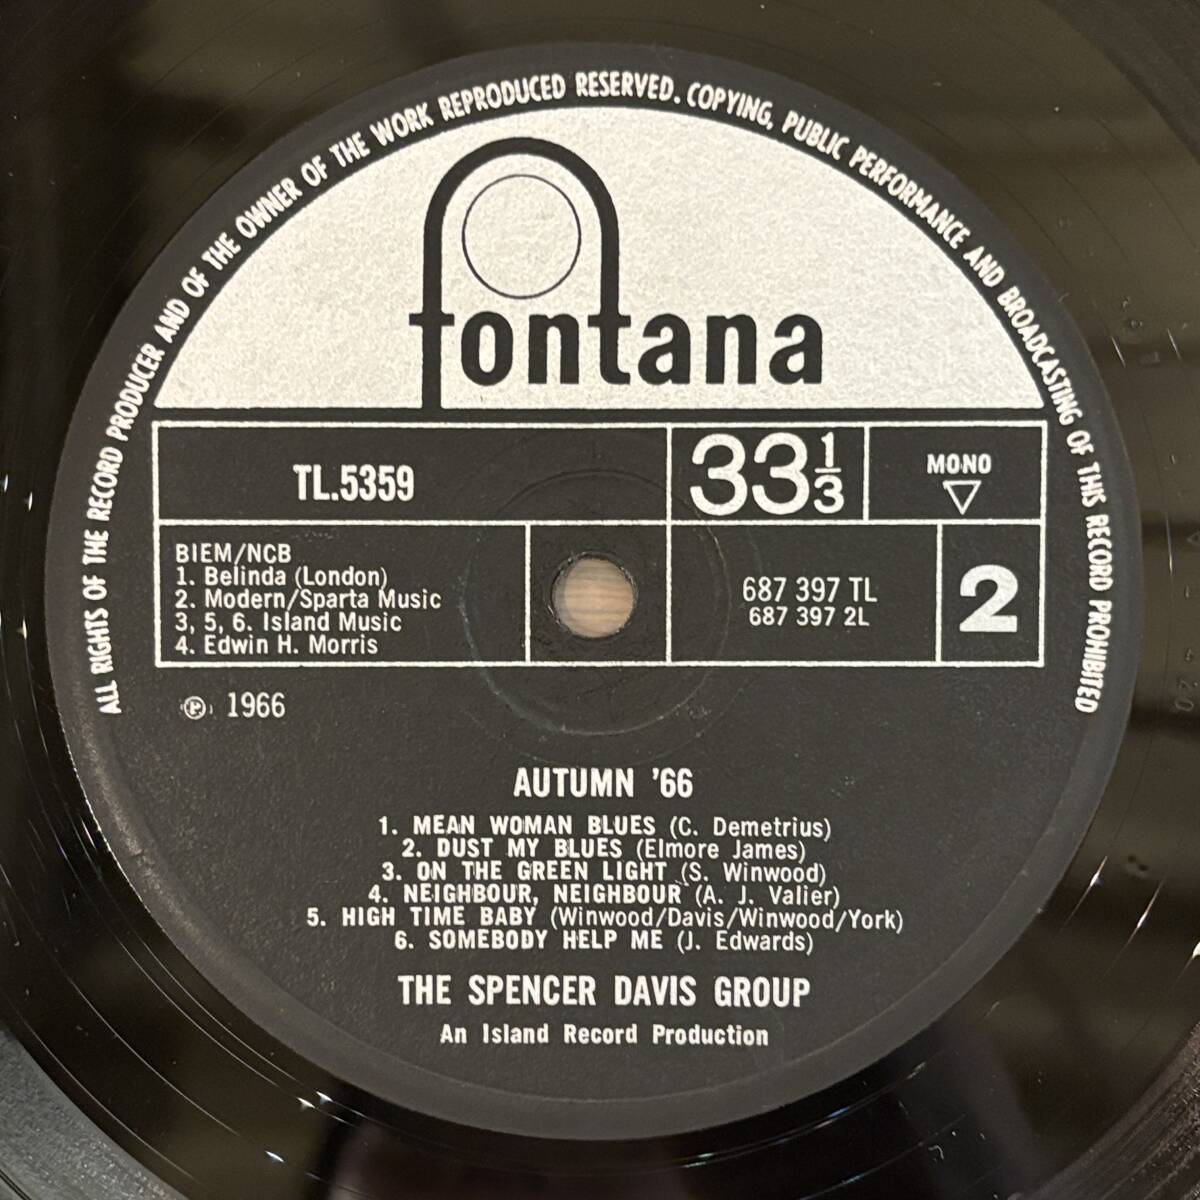 ALL RIGHTS OF THE RECORD PRODUCER AND OF THE OWNER OF THE WORK REPRODUCED RESERVED. COPYING, PUBLIC PERFORMANCE AND BROADCASTING OF THIS RECORD PROHIBITED
fontana
TL.5359
33 1/3
MONO
BIEM/NCB
1. Belinda (London)
2. Modern/Sparta Music
3, 5, 6. Island Music
4. Edwin H. Morris
687 397 TL
687 397 2L
2
℗ 1966
AUTUMN '66
1. MEAN WOMAN BLUES (C. Demetrius)
2. DUST MY BLUES (Elmore James)
3. ON THE GREEN LIGHT (S. Winwood)
4. NEIGHBOUR, NEIGHBOUR (A. J. Valier)
5. HIGH TIME BABY (Winwood/Davis/Winwood/York)
6. SOMEBODY HELP ME (J. Edwards)
THE SPENCER DAVIS GROUP
An Island Record Production